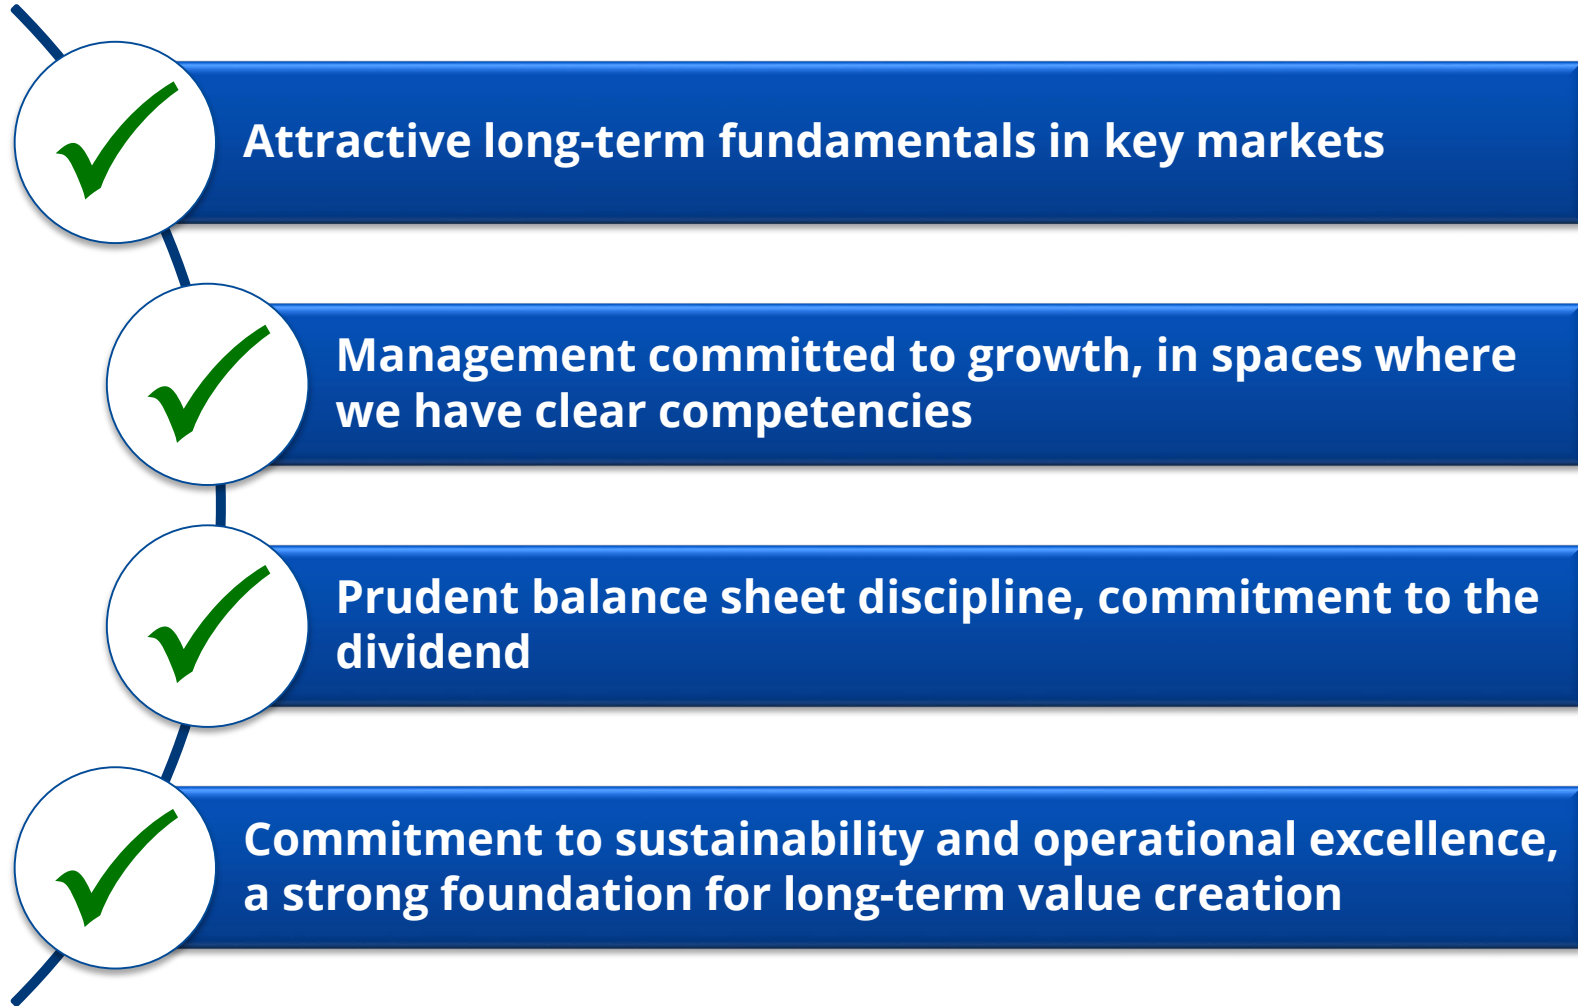 Attractive long-term fundamentals in key markets
Management committed to growth, in spaces where
we have clear competencies
Prudent balance sheet discipline, commitment to the
dividend
Commitment to sustainability and operational excellence,
a strong foundation for long-term value creation